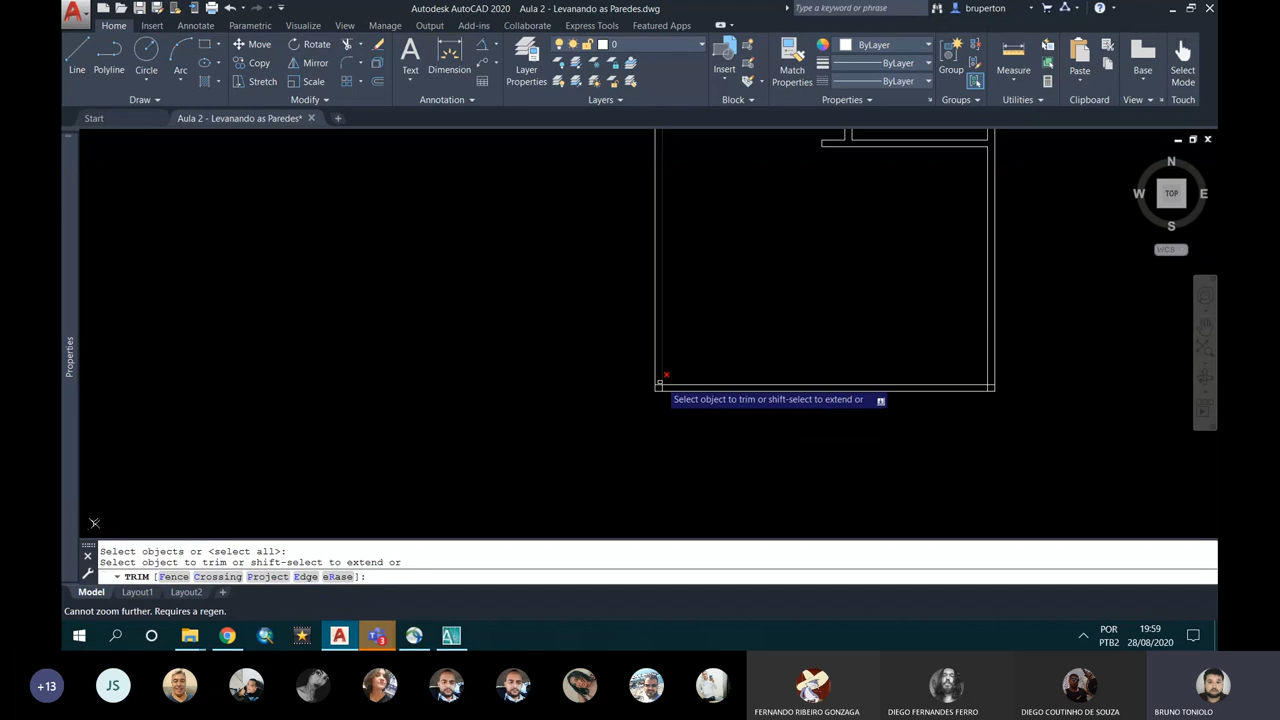 Autodesk AutoCAD 2020 Aula 2 - Levanando as Paredes.dwg
Type a keyword or phrase
bruperton
Home Insert Annotate Parametric View Manage Output Add-ins Collaborate Express Tools Featured Apps
Line Polyline Circle Arc
Move Rotate
Copy Mirror
Stretch Scale
Text Dimension
Layer Properties
0
Insert
Match Properties
ByLayer
ByLayer
ByLayer
Group
Measure
Paste
Base
Select Mode
Draw Modify Annotation Layers Block Properties Groups Utilities Clipboard View Touch
Start Aula 2 - Levanando as Paredes*
N
W TOP E
S
WCS
Properties
Select object to trim or shift-select to extend or
Select objects or <select all>:
Select object to trim or shift-select to extend or
TRIM [Fence Crossing Project Edge eRase]:
Model Layout1 Layout2
Cannot zoom further. Requires a regen.
3
POR
PTB2
19:59
28/08/2020
+13
JS
FERNANDO RIBEIRO GONZAGA
DIEGO FERNANDES FERRO
DIEGO COUTINHO DE SOUZA
BRUNO TONIOLO